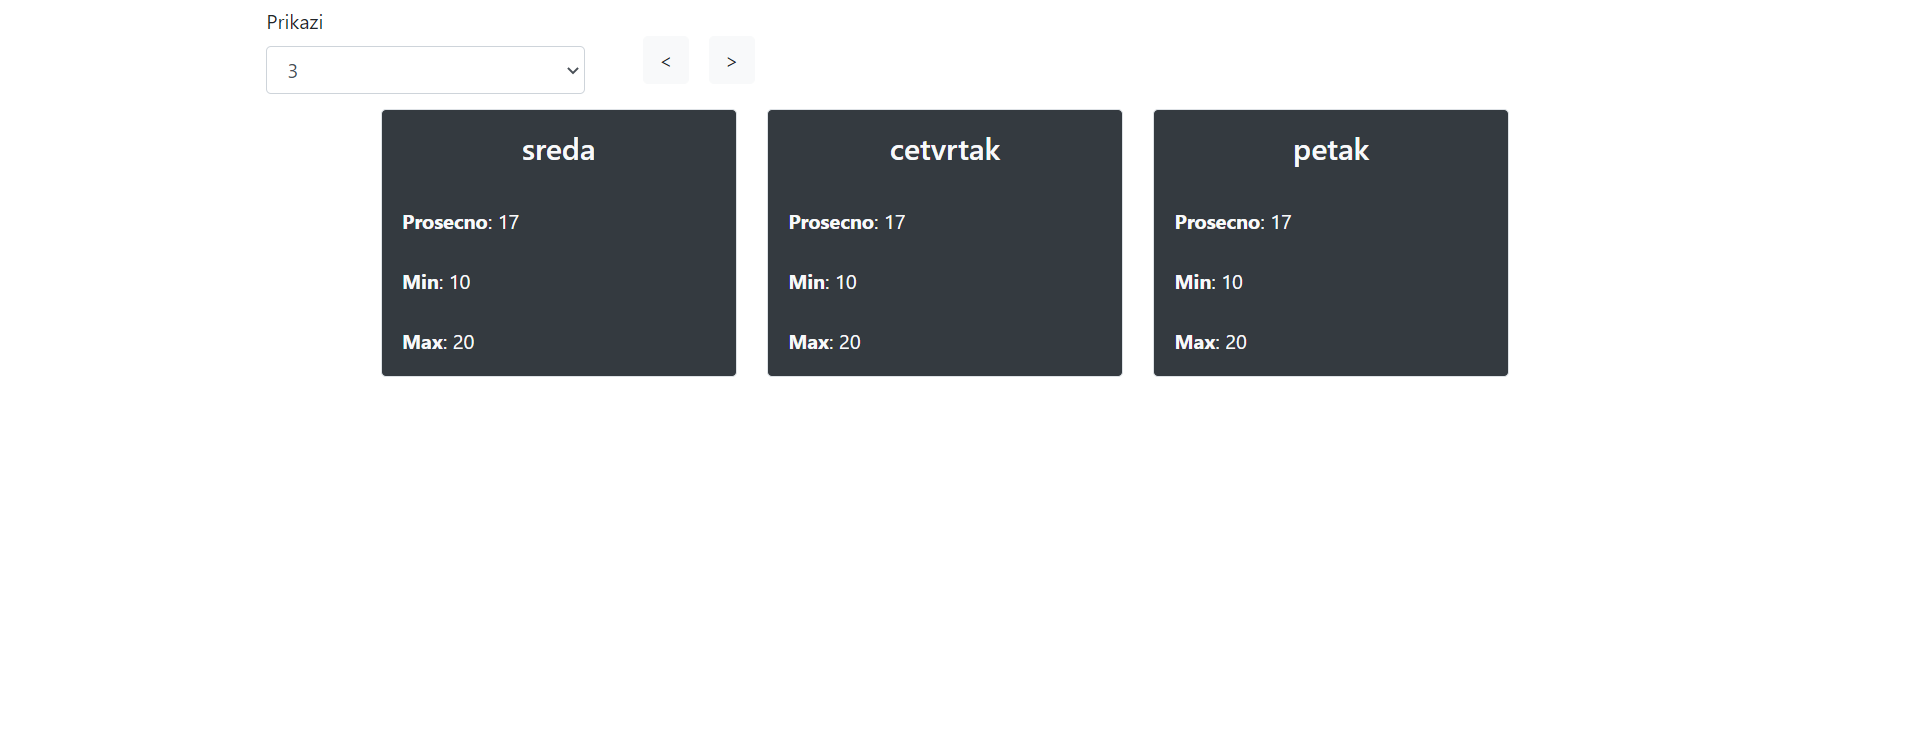 Prikazi
3
< >
sreda
Prosecno: 17
Min: 10
Max: 20
cetvrtak
Prosecno: 17
Min: 10
Max: 20
petak
Prosecno: 17
Min: 10
Max: 20